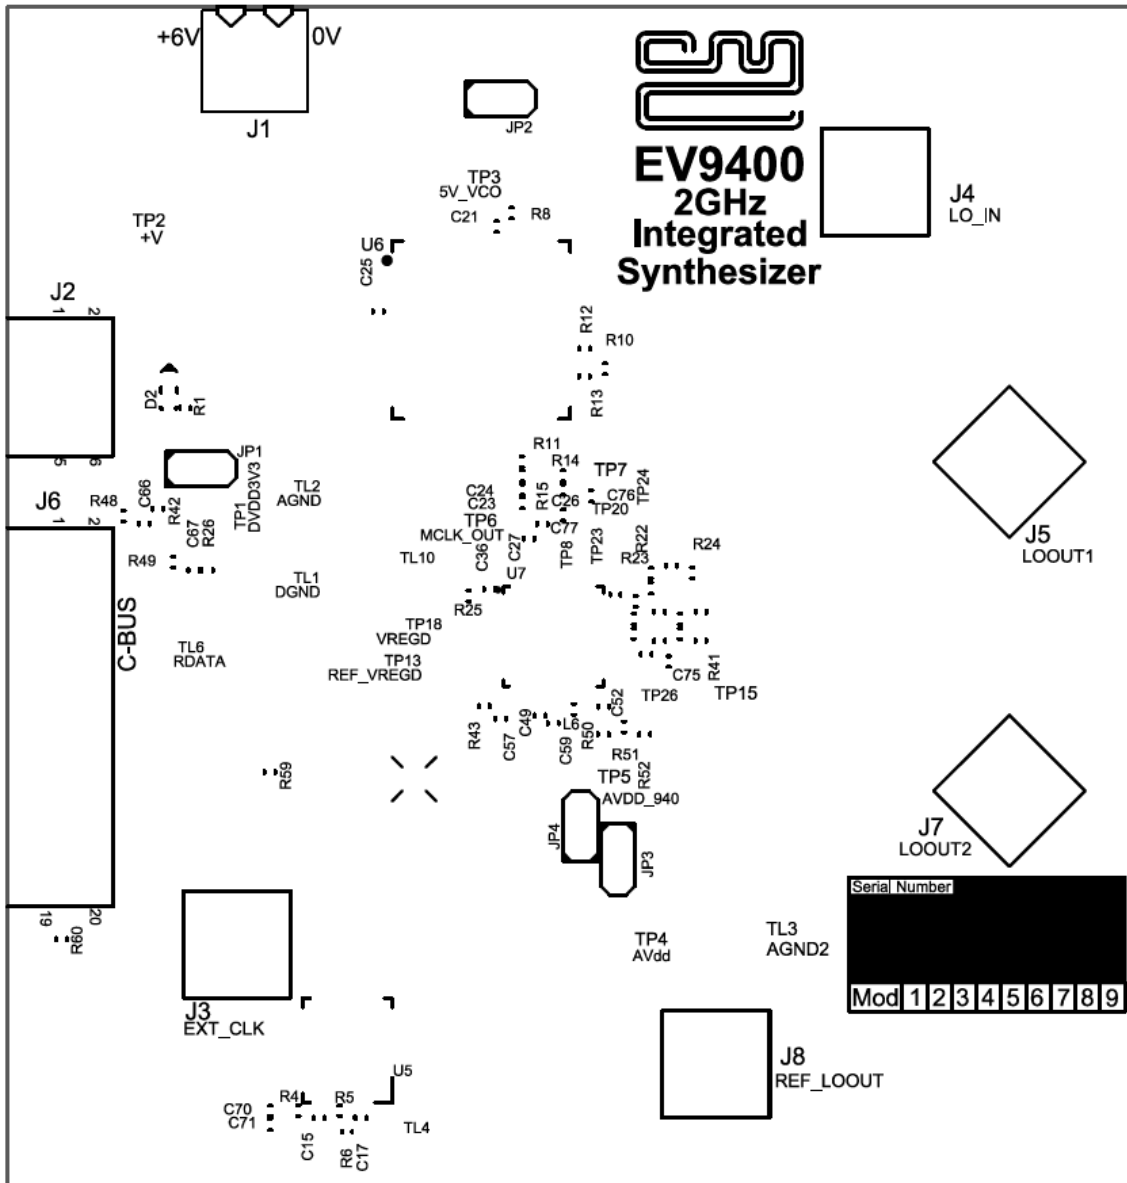 +6V
0V
J1
JP2
EV9400
2GHz
Integrated
Synthesizer
J4
LO_IN
TP3
5V_VCO
C21
R8
TP2
+V
U6
C25
J2
1
2
R12
R10
R13
D2
R1
5
6
JP1
R11
R14
TP7
TP24
TL2
AGND
C24
C23
R15
C26
C76
TP20
J6
R48
C66
R42
TP1
DVDD3V3
1
2
C67
R26
TP6
MCLK_OUT
C27
C77
TP8
TP23
R22
R24
J5
LOOUT1
R49
TL10
C36
U7
R23
TL1
DGND
R25
C-BUS
TP18
VREGD
TL6
RDATA
TP13
REF_VREGD
C75
R41
TP26
TP15
R43
C57
C49
C59
L6
R50
C52
R51
R52
R59
TP5
AVDD_940
JP4
JP3
J7
LOOUT2
Serial Number
19
20
R60
TP4
AVdd
TL3
AGND2
Mod 1 2 3 4 5 6 7 8 9
J3
EXT_CLK
J8
REF_LOOUT
U5
C70
C71
R4
R5
C15
R6
C17
TL4